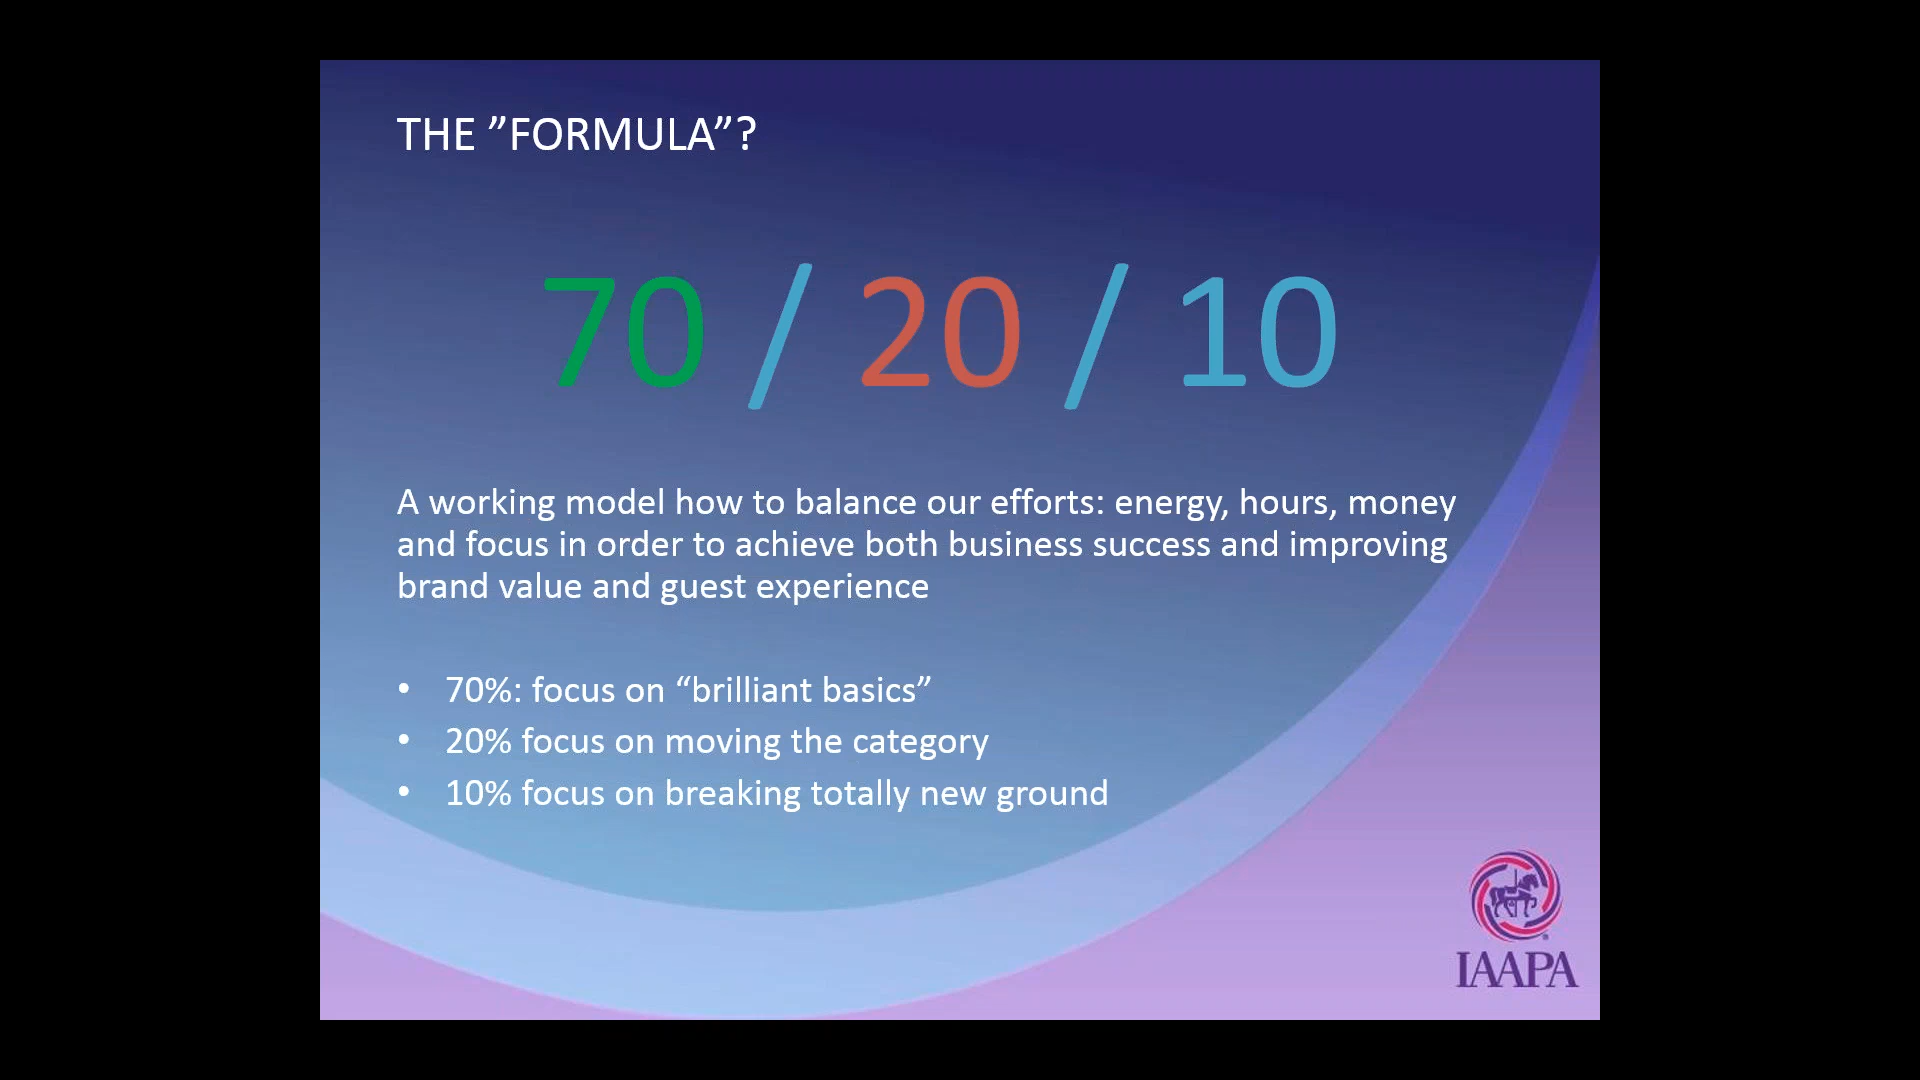 THE ”FORMULA”?
70 / 20 / 10
A working model how to balance our efforts: energy, hours, money
and focus in order to achieve both business success and improving
brand value and guest experience
• 70%: focus on “brilliant basics”
• 20% focus on moving the category
• 10% focus on breaking totally new ground
IAAPA